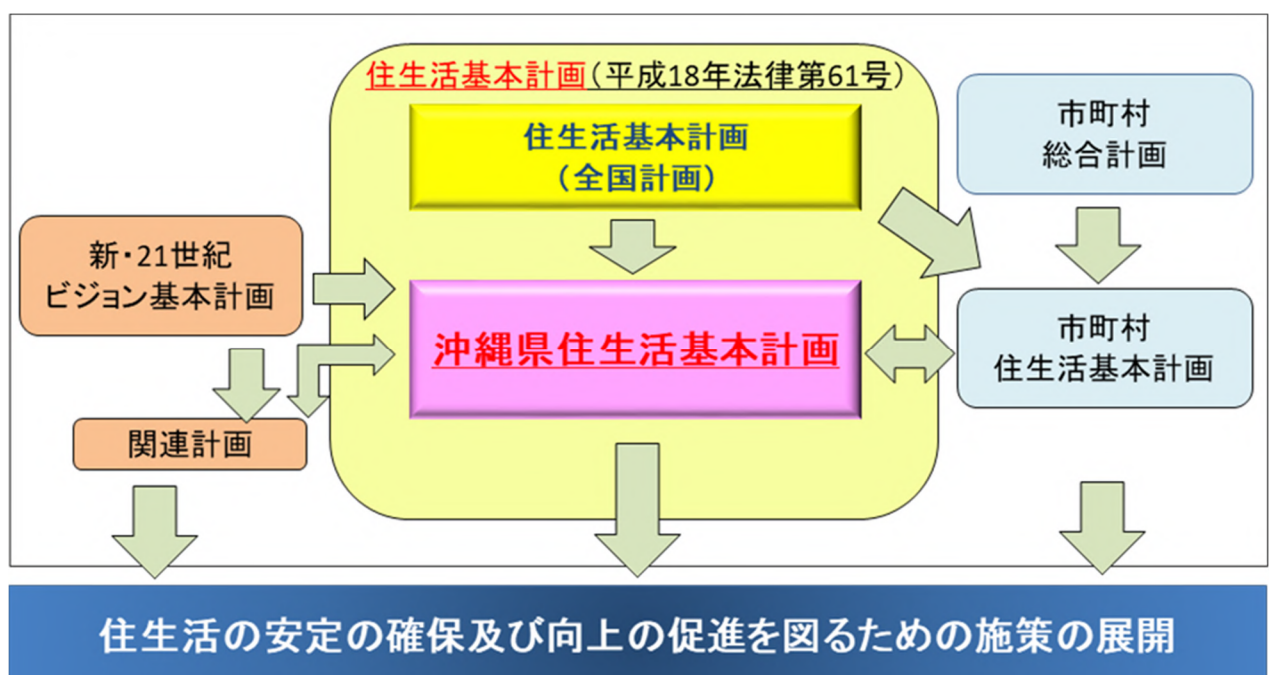 住生活基本計画(平成18年法律第61号)
住生活基本計画
(全国計画)
市町村
総合計画
新・21世紀
ビジョン基本計画
沖縄県住生活基本計画
市町村
住生活基本計画
関連計画
住生活の安定の確保及び向上の促進を図るための施策の展開